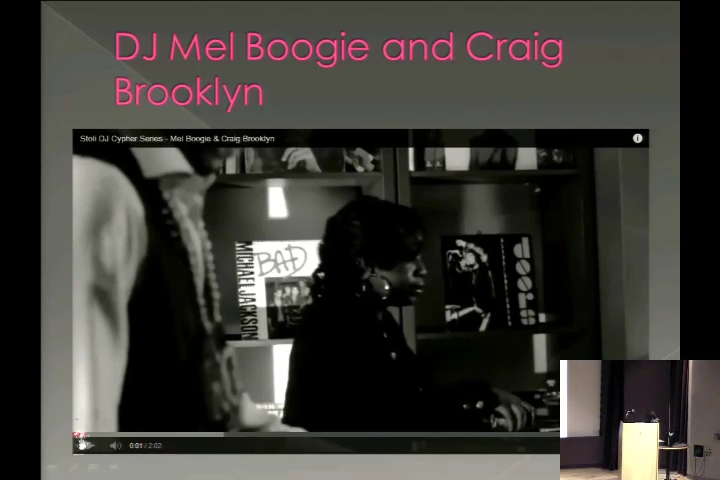 DJ Mel Boogie and Craig
Brooklyn
Stoli DJ Cypher Series - Mel Boogie & Craig Brooklyn
MICHAEL JACKSON
BAD
doors
0:01 / 2:02